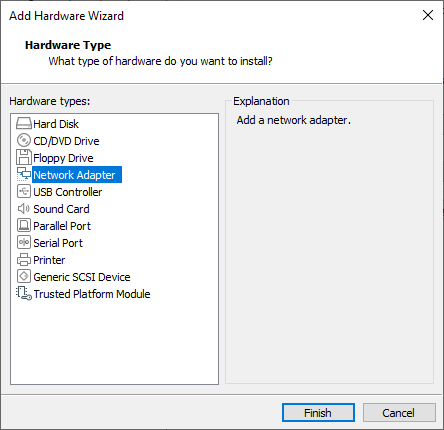 Add Hardware Wizard
Hardware Type
What type of hardware do you want to install?
Hardware types:
Hard Disk
CD/DVD Drive
Floppy Drive
Network Adapter
USB Controller
Sound Card
Parallel Port
Serial Port
Printer
Generic SCSI Device
Trusted Platform Module
Explanation
Add a network adapter.
Finish
Cancel